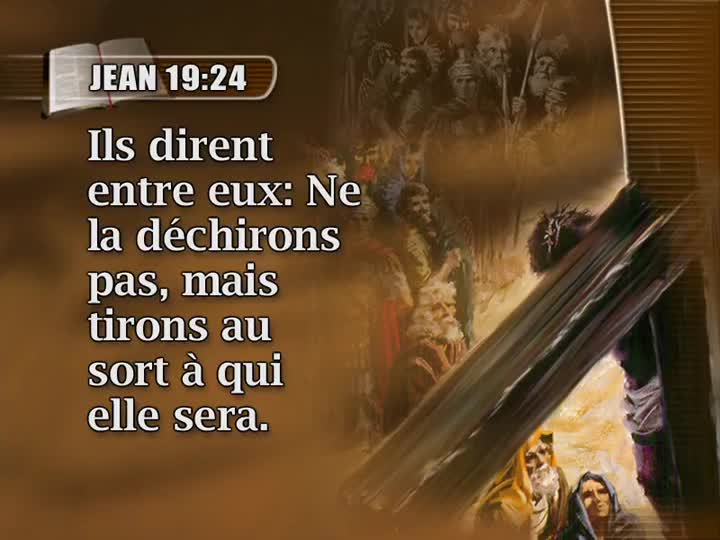 JEAN 19:24
Ils dirent
entre eux: Ne
la déchirons
pas, mais
tirons au
sort à qui
elle sera.